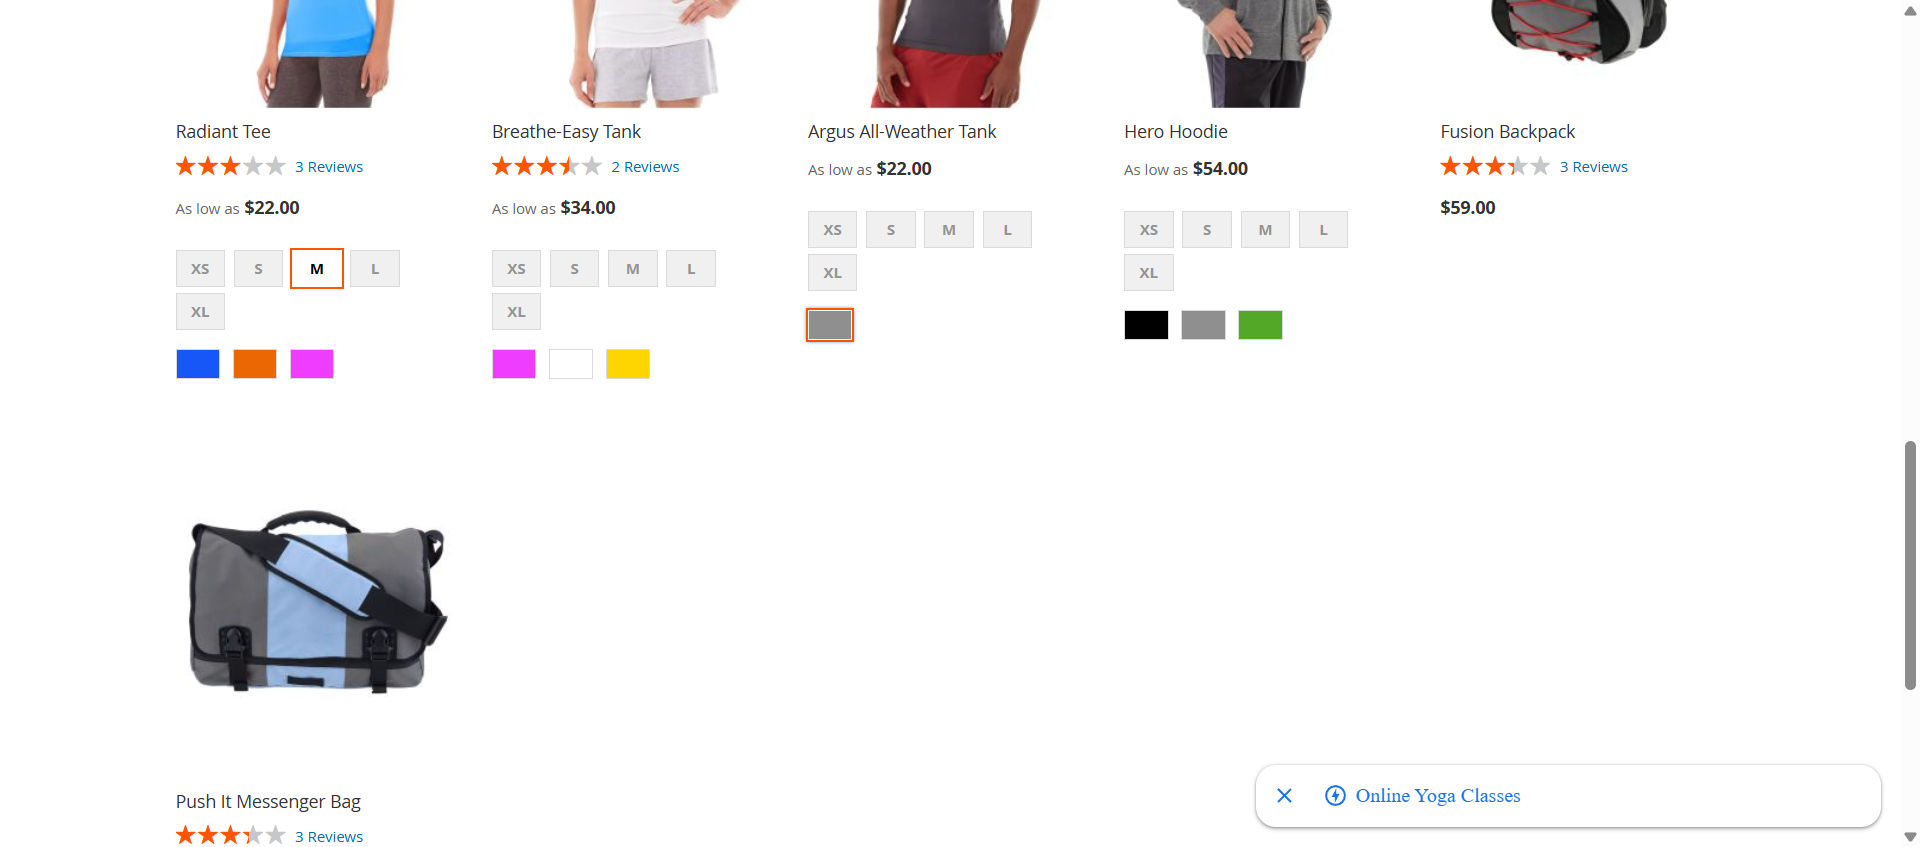 Radiant Tee
3 Reviews
As low as $22.00
XS S M L
XL
Breathe-Easy Tank
2 Reviews
As low as $34.00
XS S M L
XL
Argus All-Weather Tank
As low as $22.00
XS S M L
XL
Hero Hoodie
As low as $54.00
XS S M L
XL
Fusion Backpack
3 Reviews
$59.00
Push It Messenger Bag
3 Reviews
Online Yoga Classes